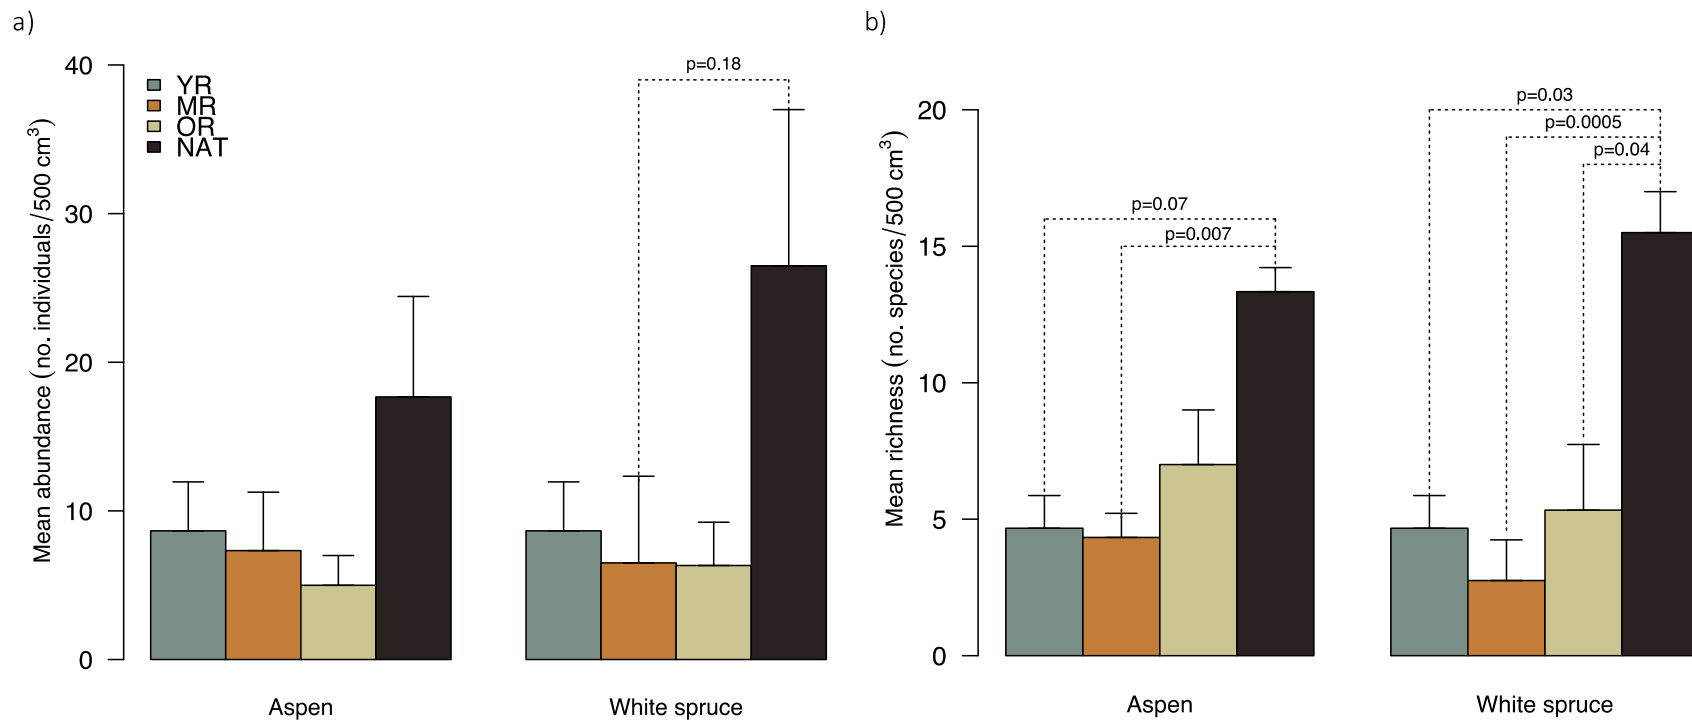 a)
Mean abundance (no. individuals/500 cm³)
40
30
20
10
0
YR
MR
OR
NAT
p=0.18
Aspen
White spruce
b)
Mean richness (no. species/500 cm³)
20
15
10
5
0
p=0.07
p=0.007
p=0.03
p=0.0005
p=0.04
Aspen
White spruce